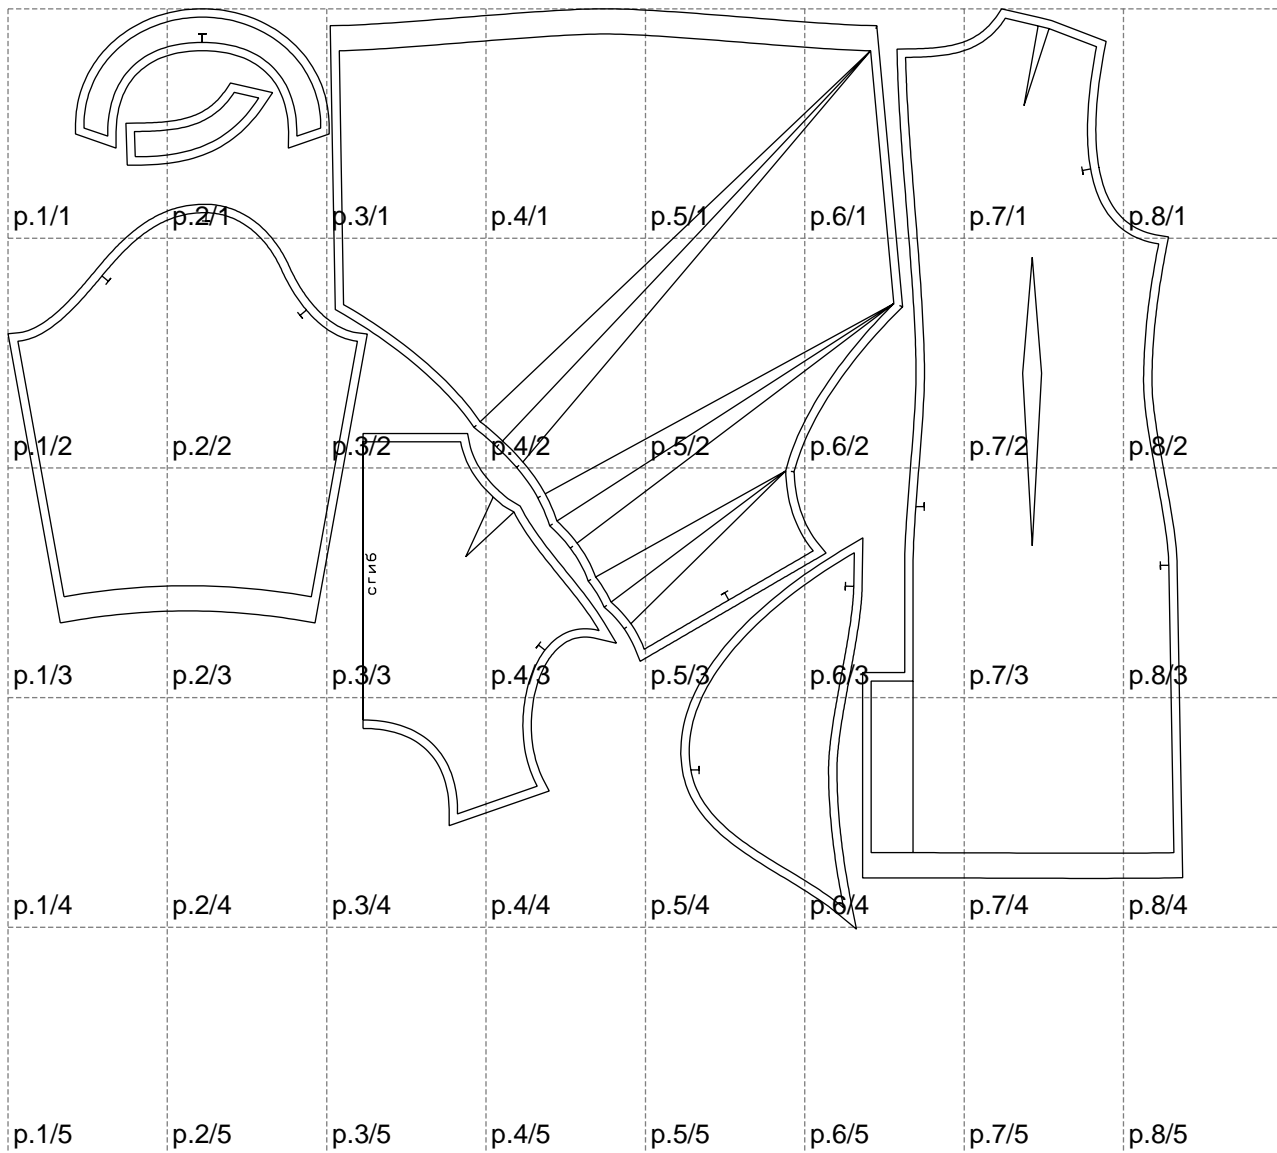 p.1/1 p.2/1 p.3/1 p.4/1 p.5/1 p.6/1 p.7/1 p.8/1
p.1/2 p.2/2 p.3/2 p.4/2 p.5/2 p.6/2 p.7/2 p.8/2
сгиб
p.1/3 p.2/3 p.3/3 p.4/3 p.5/3 p.6/3 p.7/3 p.8/3
p.1/4 p.2/4 p.3/4 p.4/4 p.5/4 p.6/4 p.7/4 p.8/4
p.1/5 p.2/5 p.3/5 p.4/5 p.5/5 p.6/5 p.7/5 p.8/5